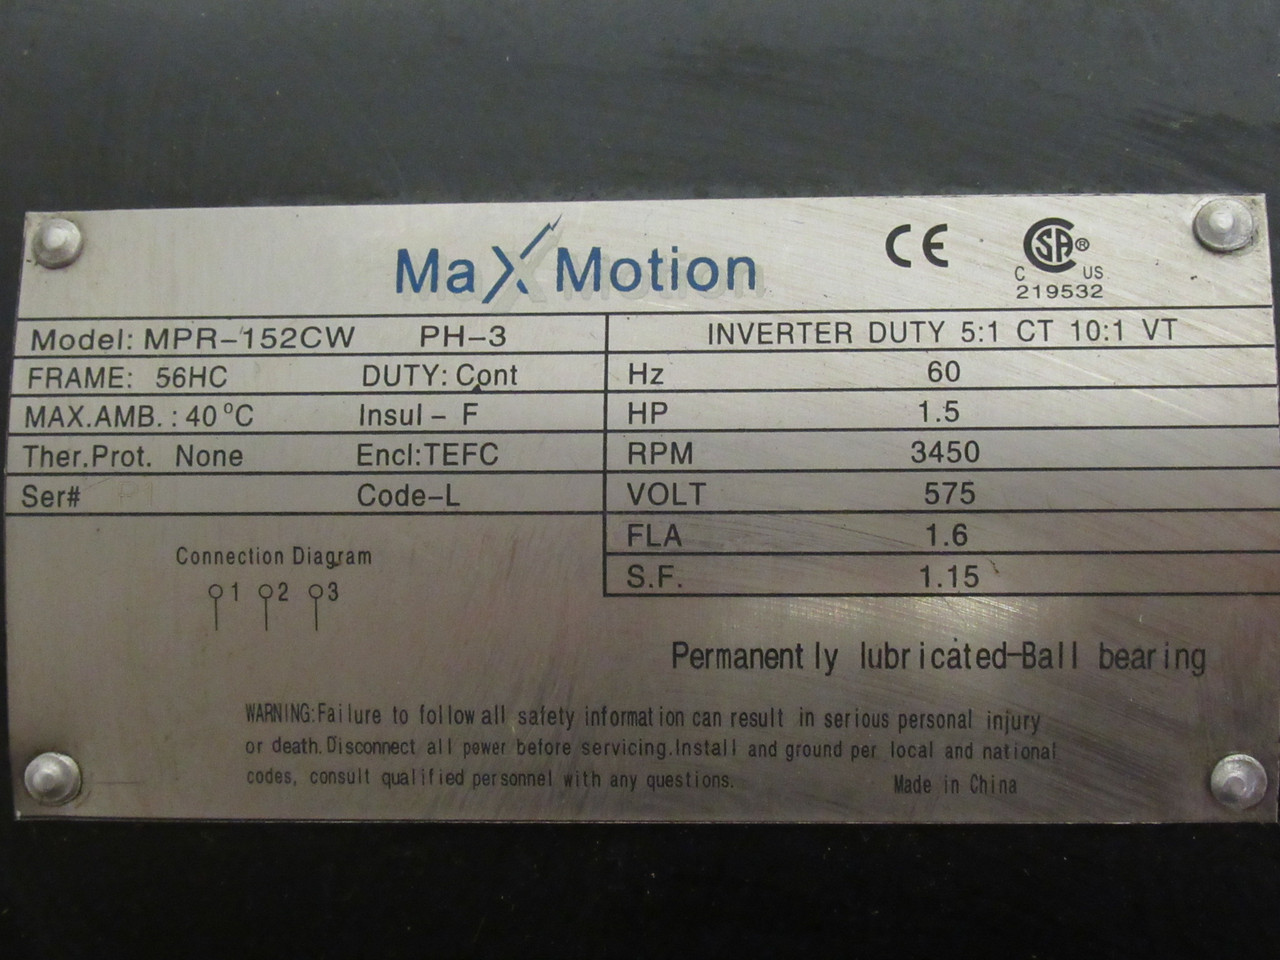 MaXMotion
CE
CSA®
C US
219532
Model: MPR-152CW PH-3
FRAME: 56HC DUTY: Cont
MAX.AMB.: 40°C Insul- F
Ther.Prot. None Encl:TEFC
Ser# Code-L
INVERTER DUTY 5:1 CT 10:1 VT
Hz 60
HP 1.5
RPM 3450
VOLT 575
FLA 1.6
S.F. 1.15
Connection Diagram
1 2 3
Permanently lubricated-Ball bearing
WARNING:Failure to follow all safety information can result in serious personal injury
or death.Disconnect all power before servicing.Install and ground per local and national
codes, consult qualified personnel with any questions. Made in China